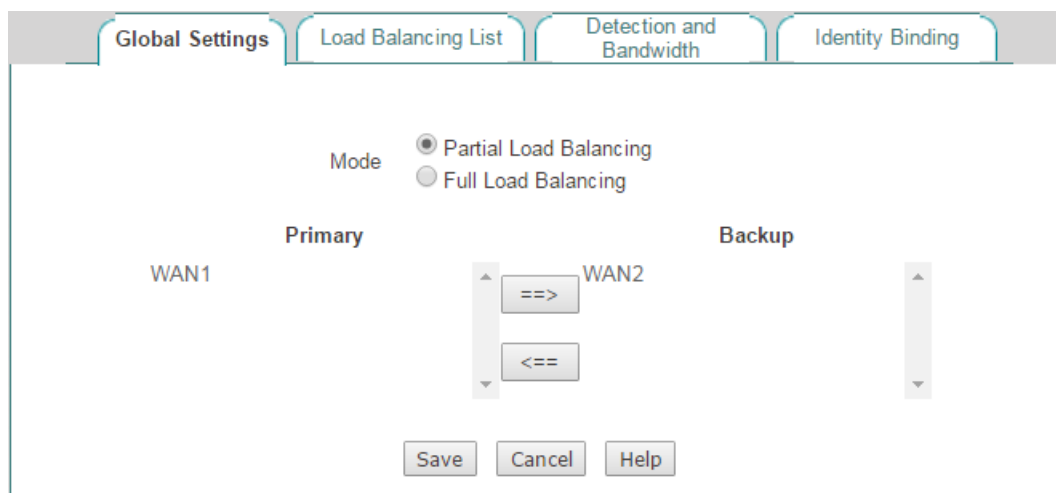 Global Settings
Load Balancing List
Detection and
Bandwidth
Identity Binding
Mode
Partial Load Balancing
Full Load Balancing
Primary
Backup
WAN1
==>
WAN2
<==
Save
Cancel
Help